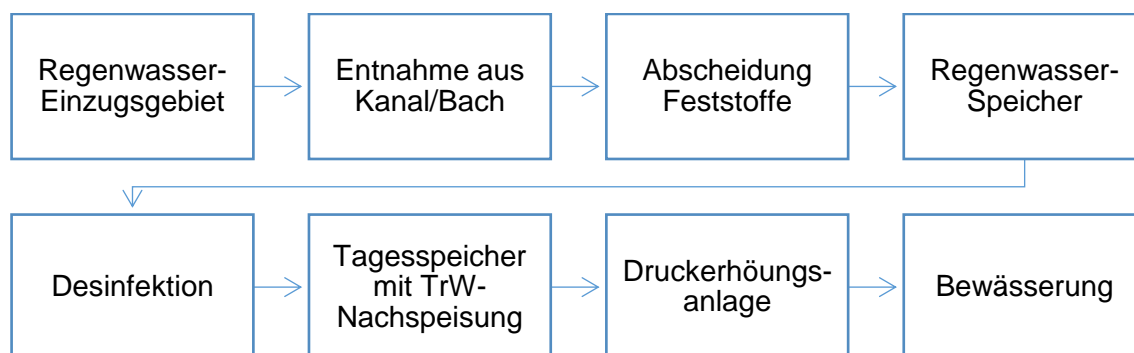 Regenwasser-
Einzugsgebiet
Entnahme aus
Kanal/Bach
Abscheidung
Feststoffe
Regenwasser-
Speicher
Desinfektion
Tagesspeicher
mit TrW-
Nachspeisung
Druckerhöungs-
anlage
Bewässerung